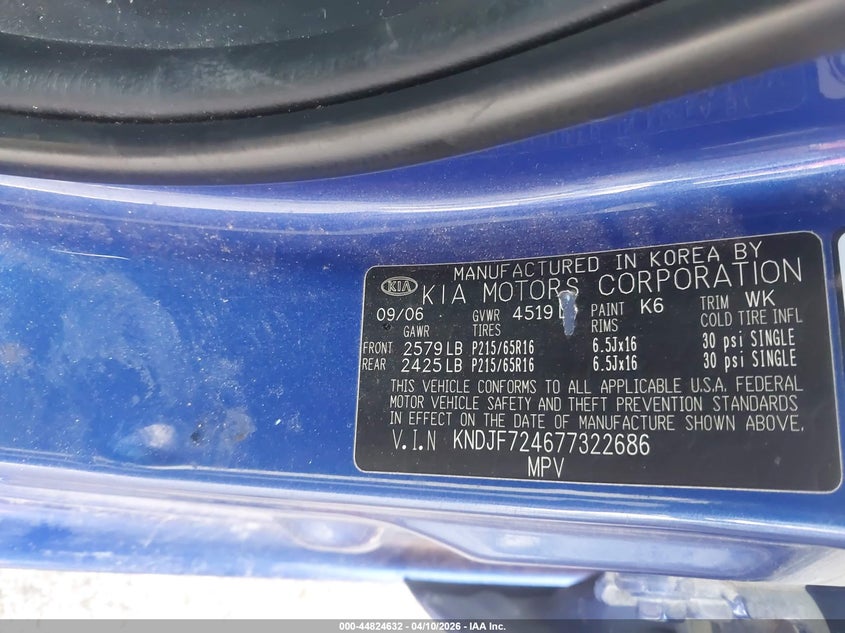 MANUFACTURED IN KOREA BY
KIA KIA MOTORS CORPORATION
09/06 GVWR 4519 PAINT K6 TRIM WK
GAWR TIRES RIMS COLD TIRE INFL
FRONT 2579 LB P215/65R16 6.5Jx16 30 psi SINGLE
REAR 2425 LB P215/65R16 6.5Jx16 30 psi SINGLE
THIS VEHICLE CONFORMS TO ALL APPLICABLE U.S.A. FEDERAL
MOTOR VEHICLE SAFETY AND THEFT PREVENTION STANDARDS
IN EFFECT ON THE DATE OF MANUFACTURE SHOWN ABOVE.
V.I.N KNDJF724677322686
MPV
000-44824632 - 04/10/2026 - IAA Inc.